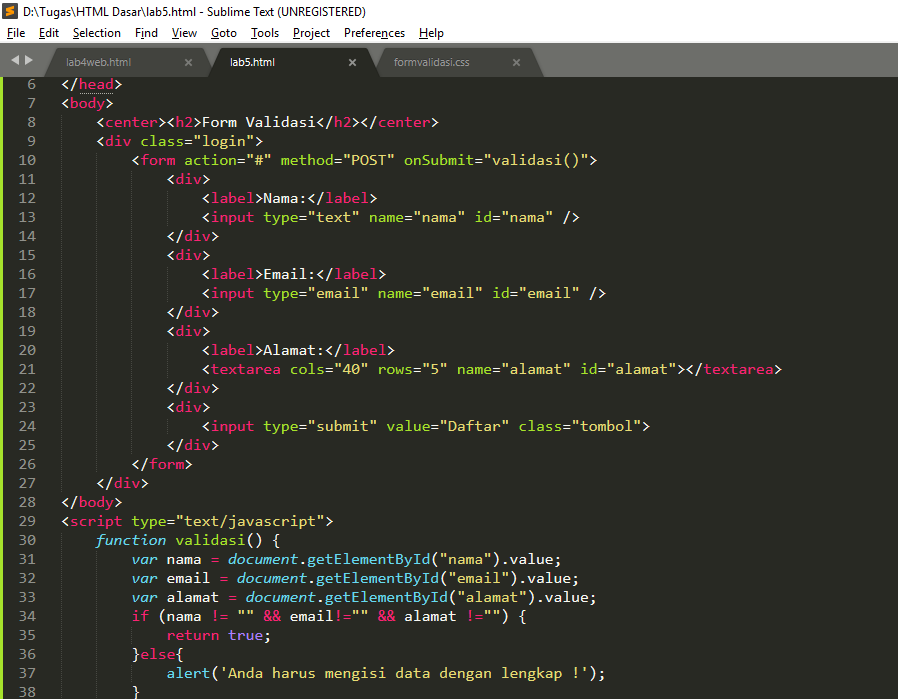 D:\Tugas\HTML Dasar\lab5.html - Sublime Text (UNREGISTERED)
File Edit Selection Find View Goto Tools Project Preferences Help
lab4web.html × lab5.html × formvalidasi.css ×
6 </head>
7 <body>
8 <center><h2>Form Validasi</h2></center>
9 <div class="login">
10 <form action="#" method="POST" onSubmit="validasi()">
11 <div>
12 <label>Nama:</label>
13 <input type="text" name="nama" id="nama" />
14 </div>
15 <div>
16 <label>Email:</label>
17 <input type="email" name="email" id="email" />
18 </div>
19 <div>
20 <label>Alamat:</label>
21 <textarea cols="40" rows="5" name="alamat" id="alamat"></textarea>
22 </div>
23 <div>
24 <input type="submit" value="Daftar" class="tombol">
25 </div>
26 </form>
27 </div>
28 </body>
29 <script type="text/javascript">
30 function validasi() {
31 var nama = document.getElementById("nama").value;
32 var email = document.getElementById("email").value;
33 var alamat = document.getElementById("alamat").value;
34 if (nama != "" && email!="" && alamat !="") {
35 return true;
36 }else{
37 alert('Anda harus mengisi data dengan lengkap !');
38 }